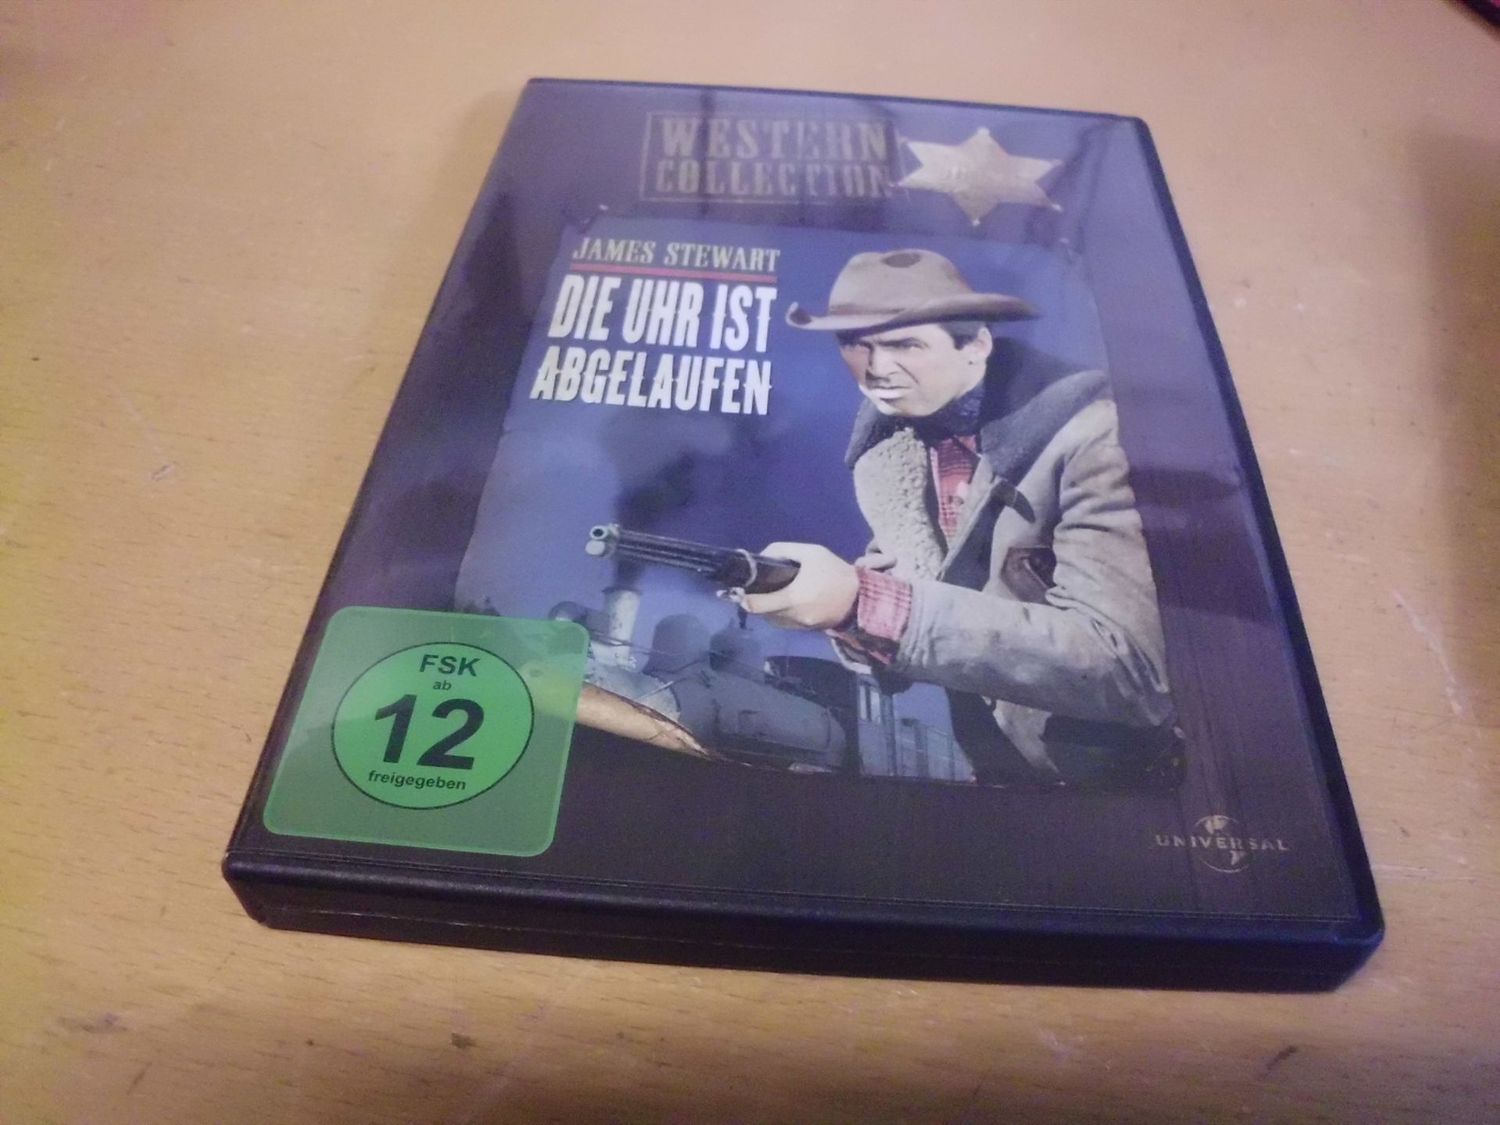 WESTERN
COLLECTION
JAMES STEWART
DIE UHR IST
ABGELAUFEN
FSK
ab
12
freigegeben
UNIVERSAL